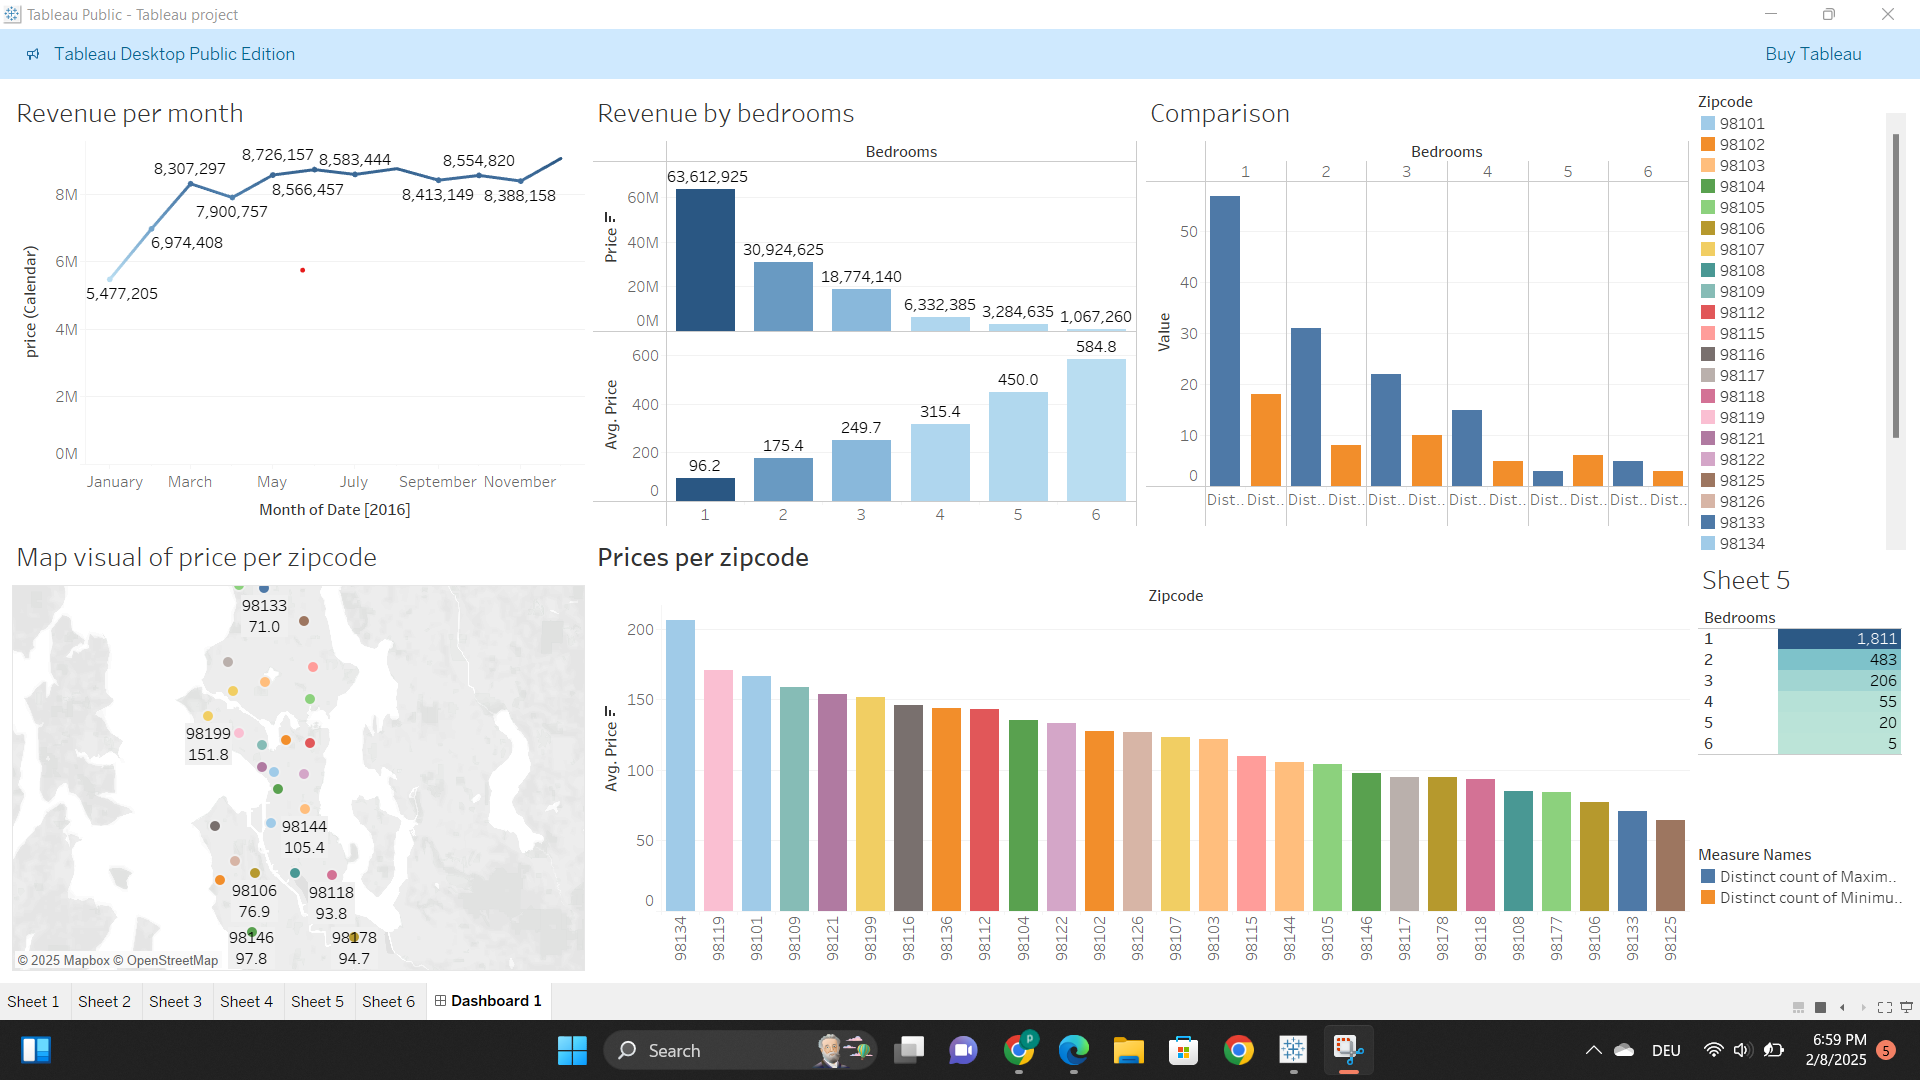 Tableau Public - Tableau project
Tableau Desktop Public Edition
Buy Tableau
Revenue per month
price (Calendar)
8M
6M
4M
2M
0M
5,477,205
6,974,408
8,307,297
7,900,757
8,566,457
8,726,157
8,583,444
8,413,149
8,554,820
8,388,158
January March May July September November
Month of Date [2016]
Revenue by bedrooms
Bedrooms
Price
60M
40M
20M
0M
63,612,925
30,924,625
18,774,140
6,332,385
3,284,635
1,067,260
Avg. Price
600
400
200
0
96.2
175.4
249.7
315.4
450.0
584.8
1 2 3 4 5 6
Comparison
Bedrooms
1 2 3 4 5 6
Value
50
40
30
20
10
0
Dist.. Dist.. Dist.. Dist.. Dist.. Dist.. Dist.. Dist.. Dist.. Dist.. Dist.. Dist..
Zipcode
98101
98102
98103
98104
98105
98106
98107
98108
98109
98112
98115
98116
98117
98118
98119
98121
98122
98125
98126
98133
98134
Map visual of price per zipcode
98133
71.0
98199
151.8
98144
105.4
98106
76.9
98118
93.8
98146
97.8
98178
94.7
© 2025 Mapbox © OpenStreetMap
Prices per zipcode
Zipcode
Avg. Price
200
150
100
50
0
98134 98119 98101 98109 98121 98199 98116 98136 98112 98104 98122 98102 98126 98107 98103 98115 98144 98105 98146 98117 98178 98118 98108 98177 98106 98133 98125
Sheet 5
Bedrooms
1 1,811
2 483
3 206
4 55
5 20
6 5
Measure Names
Distinct count of Maxim..
Distinct count of Minimu..
Sheet 1 Sheet 2 Sheet 3 Sheet 4 Sheet 5 Sheet 6 Dashboard 1
Search
P
DEU
6:59 PM
2/8/2025
5